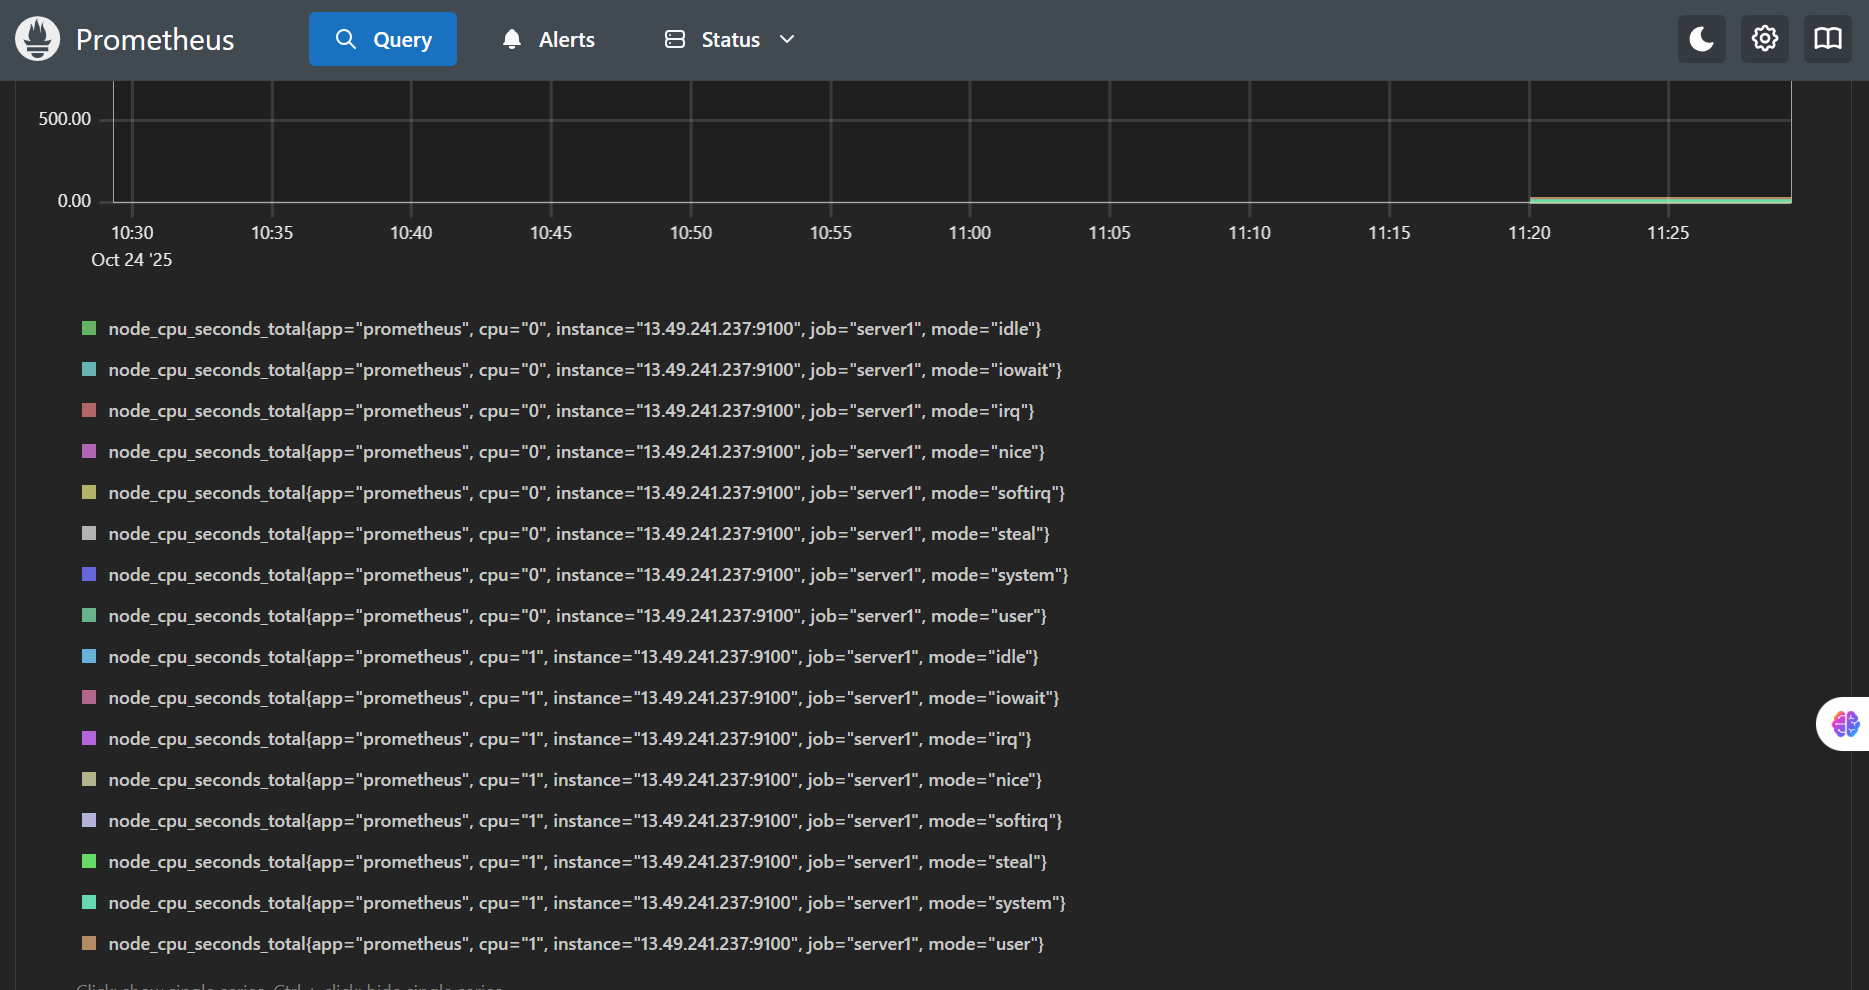 Prometheus Query Alerts Status
500.00
0.00
10:30 10:35 10:40 10:45 10:50 10:55 11:00 11:05 11:10 11:15 11:20 11:25
Oct 24 '25
node_cpu_seconds_total{app="prometheus", cpu="0", instance="13.49.241.237:9100", job="server1", mode="idle"}
node_cpu_seconds_total{app="prometheus", cpu="0", instance="13.49.241.237:9100", job="server1", mode="iowait"}
node_cpu_seconds_total{app="prometheus", cpu="0", instance="13.49.241.237:9100", job="server1", mode="irq"}
node_cpu_seconds_total{app="prometheus", cpu="0", instance="13.49.241.237:9100", job="server1", mode="nice"}
node_cpu_seconds_total{app="prometheus", cpu="0", instance="13.49.241.237:9100", job="server1", mode="softirq"}
node_cpu_seconds_total{app="prometheus", cpu="0", instance="13.49.241.237:9100", job="server1", mode="steal"}
node_cpu_seconds_total{app="prometheus", cpu="0", instance="13.49.241.237:9100", job="server1", mode="system"}
node_cpu_seconds_total{app="prometheus", cpu="0", instance="13.49.241.237:9100", job="server1", mode="user"}
node_cpu_seconds_total{app="prometheus", cpu="1", instance="13.49.241.237:9100", job="server1", mode="idle"}
node_cpu_seconds_total{app="prometheus", cpu="1", instance="13.49.241.237:9100", job="server1", mode="iowait"}
node_cpu_seconds_total{app="prometheus", cpu="1", instance="13.49.241.237:9100", job="server1", mode="irq"}
node_cpu_seconds_total{app="prometheus", cpu="1", instance="13.49.241.237:9100", job="server1", mode="nice"}
node_cpu_seconds_total{app="prometheus", cpu="1", instance="13.49.241.237:9100", job="server1", mode="softirq"}
node_cpu_seconds_total{app="prometheus", cpu="1", instance="13.49.241.237:9100", job="server1", mode="steal"}
node_cpu_seconds_total{app="prometheus", cpu="1", instance="13.49.241.237:9100", job="server1", mode="system"}
node_cpu_seconds_total{app="prometheus", cpu="1", instance="13.49.241.237:9100", job="server1", mode="user"}
Click: show single series, Ctrl + click: hide single series